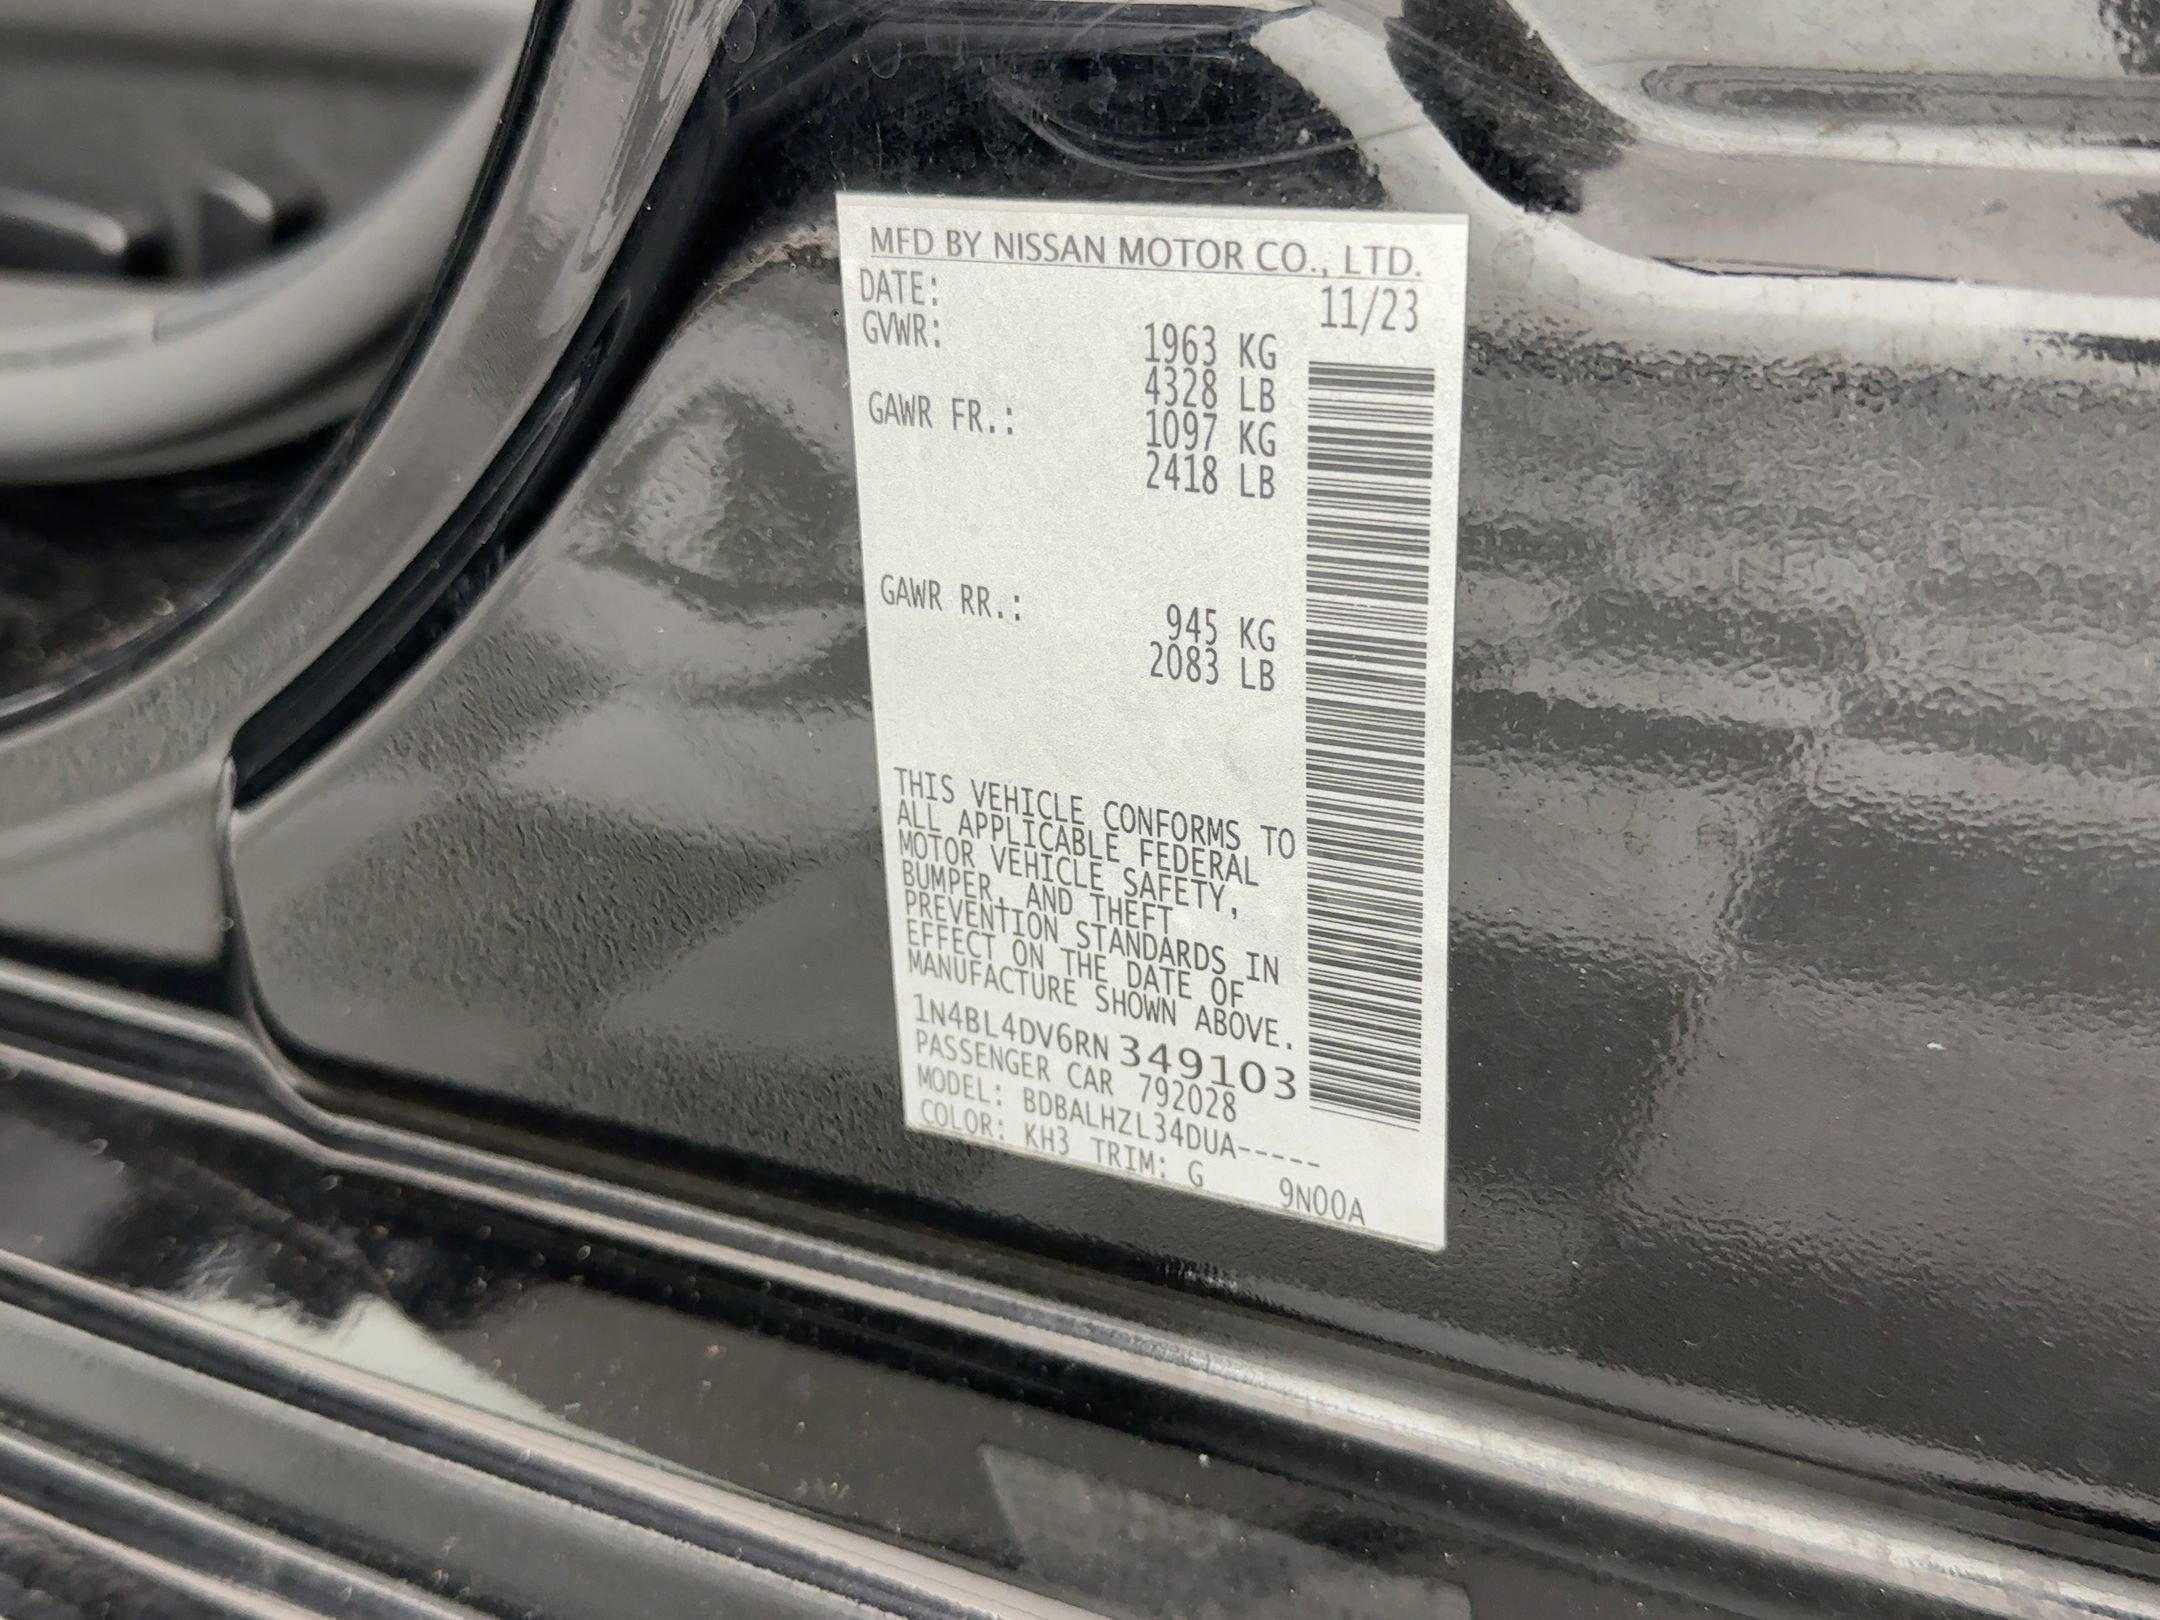 MFD BY NISSAN MOTOR CO., LTD.
DATE: 11/23
GVWR: 1963 KG
4328 LB
GAWR FR.: 1097 KG
2418 LB
GAWR RR.: 945 KG
2083 LB
THIS VEHICLE CONFORMS TO
ALL APPLICABLE FEDERAL
MOTOR VEHICLE SAFETY,
BUMPER, AND THEFT
PREVENTION STANDARDS IN
EFFECT ON THE DATE OF
MANUFACTURE SHOWN ABOVE.
1N4BL4DV6RN 349103
PASSENGER CAR 792028
MODEL: BDBALHZL34DUA-----
COLOR: KH3 TRIM: G 9N00A